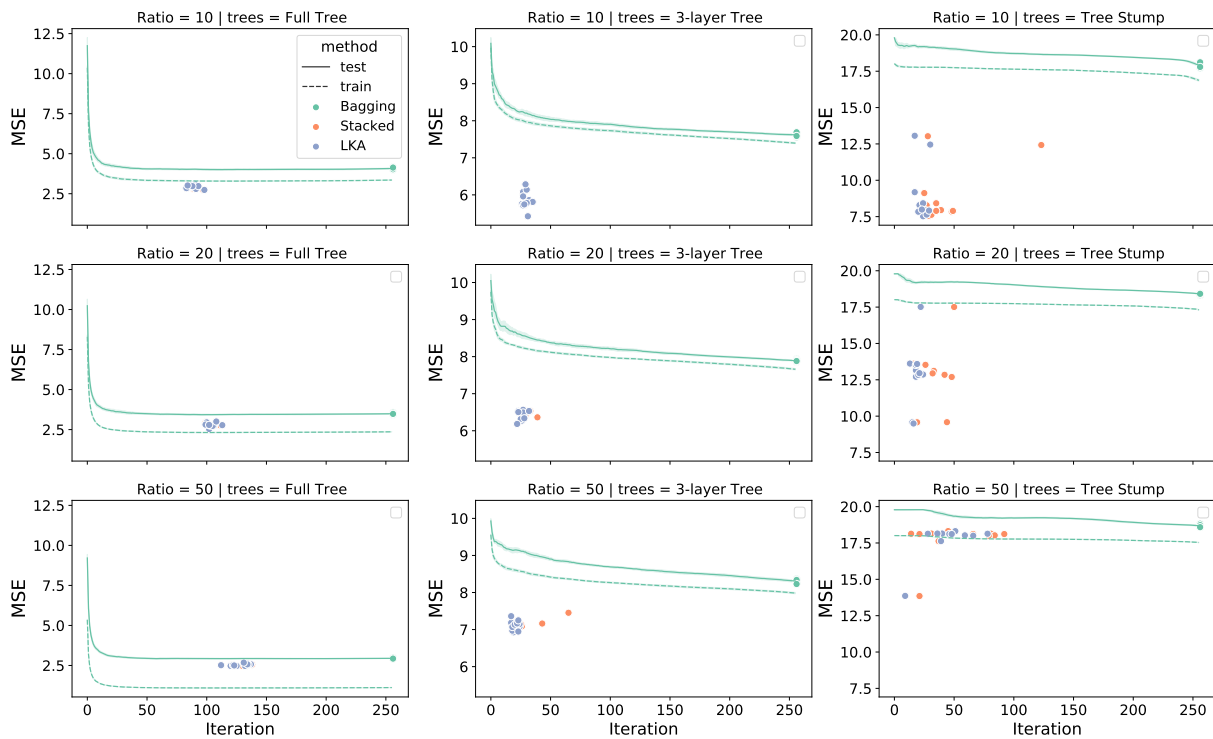 Ratio = 10 | trees = Full Tree
Ratio = 10 | trees = 3-layer Tree
Ratio = 10 | trees = Tree Stump
MSE
12.5
10.0
7.5
5.0
2.5
method
test
train
Bagging
Stacked
LKA
MSE
10
9
8
7
6
MSE
20.0
17.5
15.0
12.5
10.0
7.5
Ratio = 20 | trees = Full Tree
Ratio = 20 | trees = 3-layer Tree
Ratio = 20 | trees = Tree Stump
MSE
12.5
10.0
7.5
5.0
2.5
MSE
10
9
8
7
6
MSE
20.0
17.5
15.0
12.5
10.0
7.5
Ratio = 50 | trees = Full Tree
Ratio = 50 | trees = 3-layer Tree
Ratio = 50 | trees = Tree Stump
MSE
12.5
10.0
7.5
5.0
2.5
MSE
10
9
8
7
6
MSE
20.0
17.5
15.0
12.5
10.0
7.5
0 50 100 150 200 250
Iteration
0 50 100 150 200 250
Iteration
0 50 100 150 200 250
Iteration